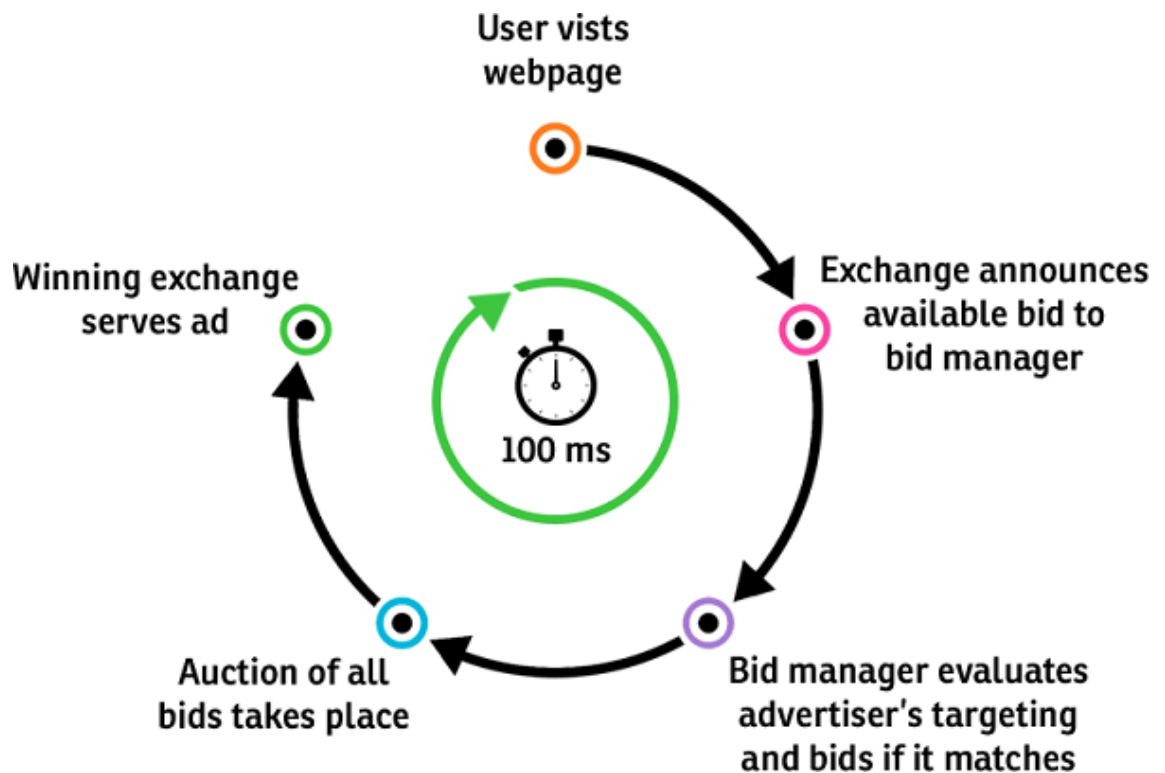 User vists
webpage
Exchange announces
available bid to
bid manager
Bid manager evaluates
advertiser's targeting
and bids if it matches
Auction of all
bids takes place
Winning exchange
serves ad
100 ms